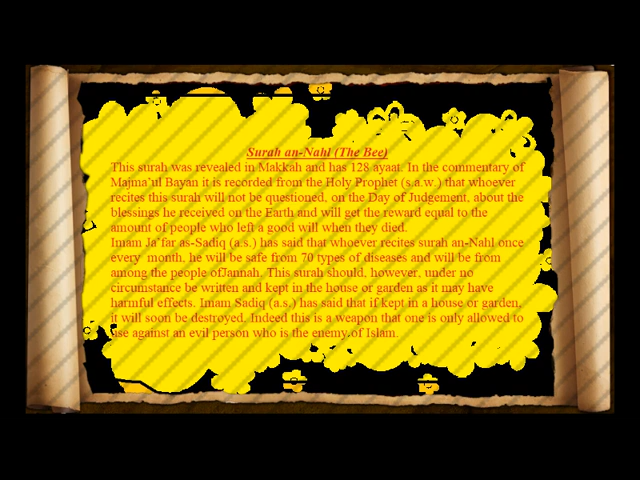 Surah an-Nahl (The Bee)
This surah was revealed in Makkah and has 128 ayaat. In the commentary of
Majma'ul Bayan it is recorded from the Holy Prophet (s.a.w.) that whoever
recites this surah will not be questioned, on the Day of Judgement, about the
blessings he received on the Earth and will get the reward equal to the
amount of people who left a good will when they died.
Imam Ja'far as-Sadiq (a.s.) has said that whoever recites surah an-Nahl once
every month, he will be safe from 70 types of diseases and will be from
among the people ofJannah. This surah should, however, under no
circumstance be written and kept in the house or garden as it may have
harmful effects. Imam Sadiq (a.s.) has said that if kept in a house or garden,
it will soon be destroyed. Indeed this is a weapon that one is only allowed to
use against an evil person who is the enemy of Islam.